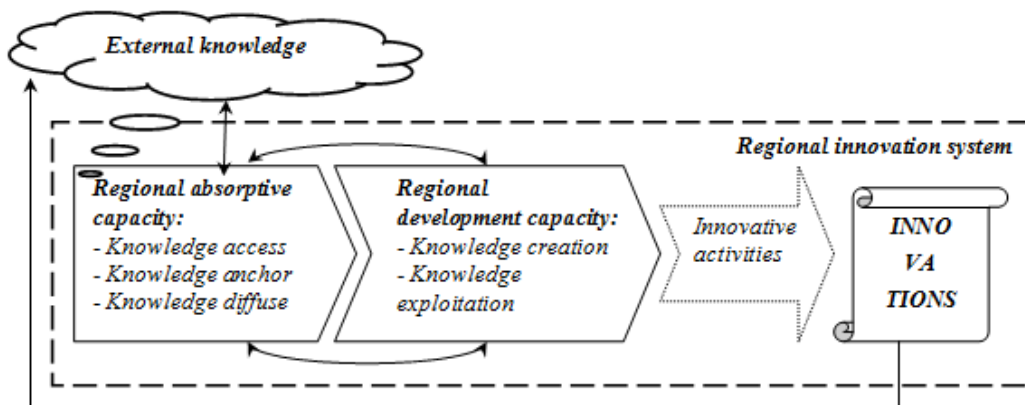 External knowledge
Regional innovation system
Regional absorptive
capacity:
- Knowledge access
- Knowledge anchor
- Knowledge diffuse
Regional
development capacity:
- Knowledge creation
- Knowledge
exploitation
Innovative
activities
INNO
VA
TIONS